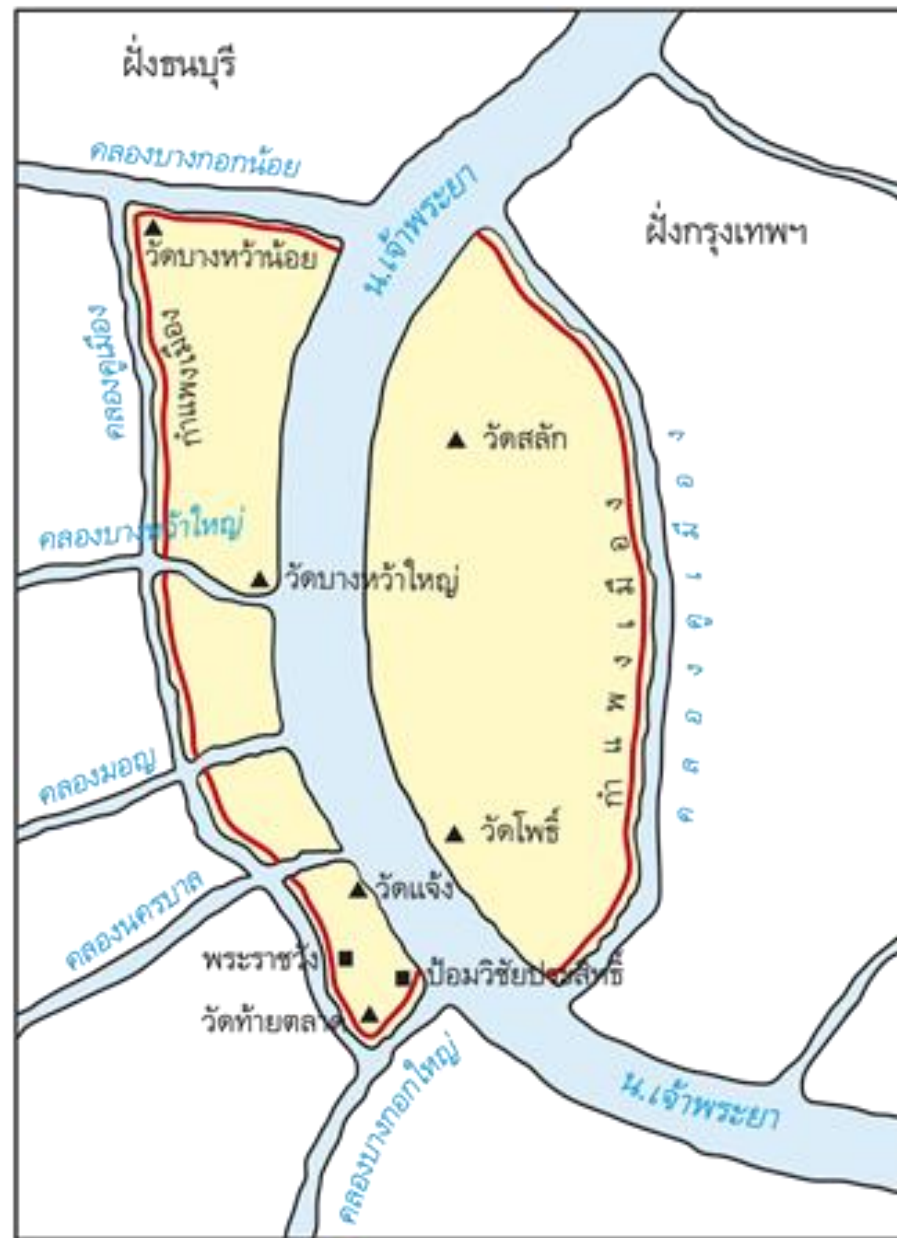 ฝั่งธนบุรี
คลองบางกอกน้อย
น.เจ้าพระยา
ฝั่งกรุงเทพฯ
วัดบางหว้าน้อย
กำแพงเมือง
คลองคูเมือง
วัดสลัก
คลองบางหว้าใหญ่
วัดบางหว้าใหญ่
กำแพงเมือง
คลองคูเมือง
คลองมอญ
วัดโพธิ์
วัดแจ้ง
คลองนครบาล
พระราชวัง
ป้อมวิชัยประสิทธิ์
วัดท้ายตลาด
คลองบางกอกใหญ่
น.เจ้าพระยา